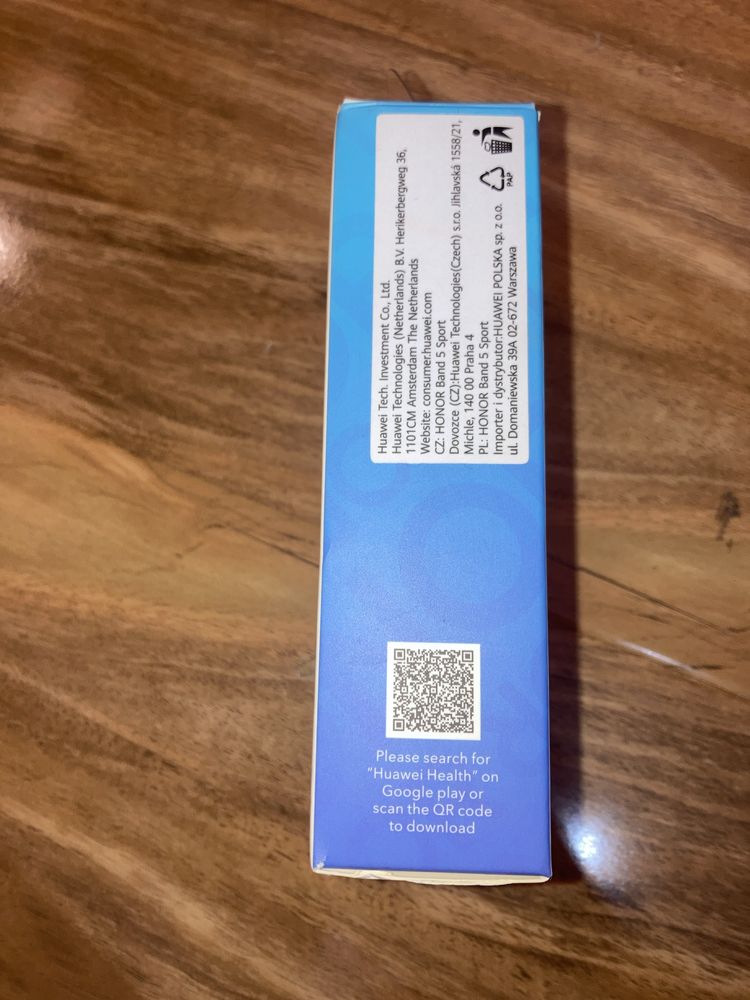 Huawei Tech. Investment Co., Ltd.
Huawei Technologies (Netherlands) B.V. Herikerbergweg 36,
1101CM Amsterdam The Netherlands
Website: consumer.huawei.com
CZ: HONOR Band 5 Sport
Dovozce (CZ):Huawei Technologies(Czech) s.r.o. Jihlavská 1558/21,
Michle, 140 00 Praha 4
PL: HONOR Band 5 Sport
Importer i dystrybutor:HUAWEI POLSKA sp. z o.o.
ul. Domaniewska 39A 02-672 Warszawa
PAP
Please search for
“Huawei Health” on
Google play or
scan the QR code
to download